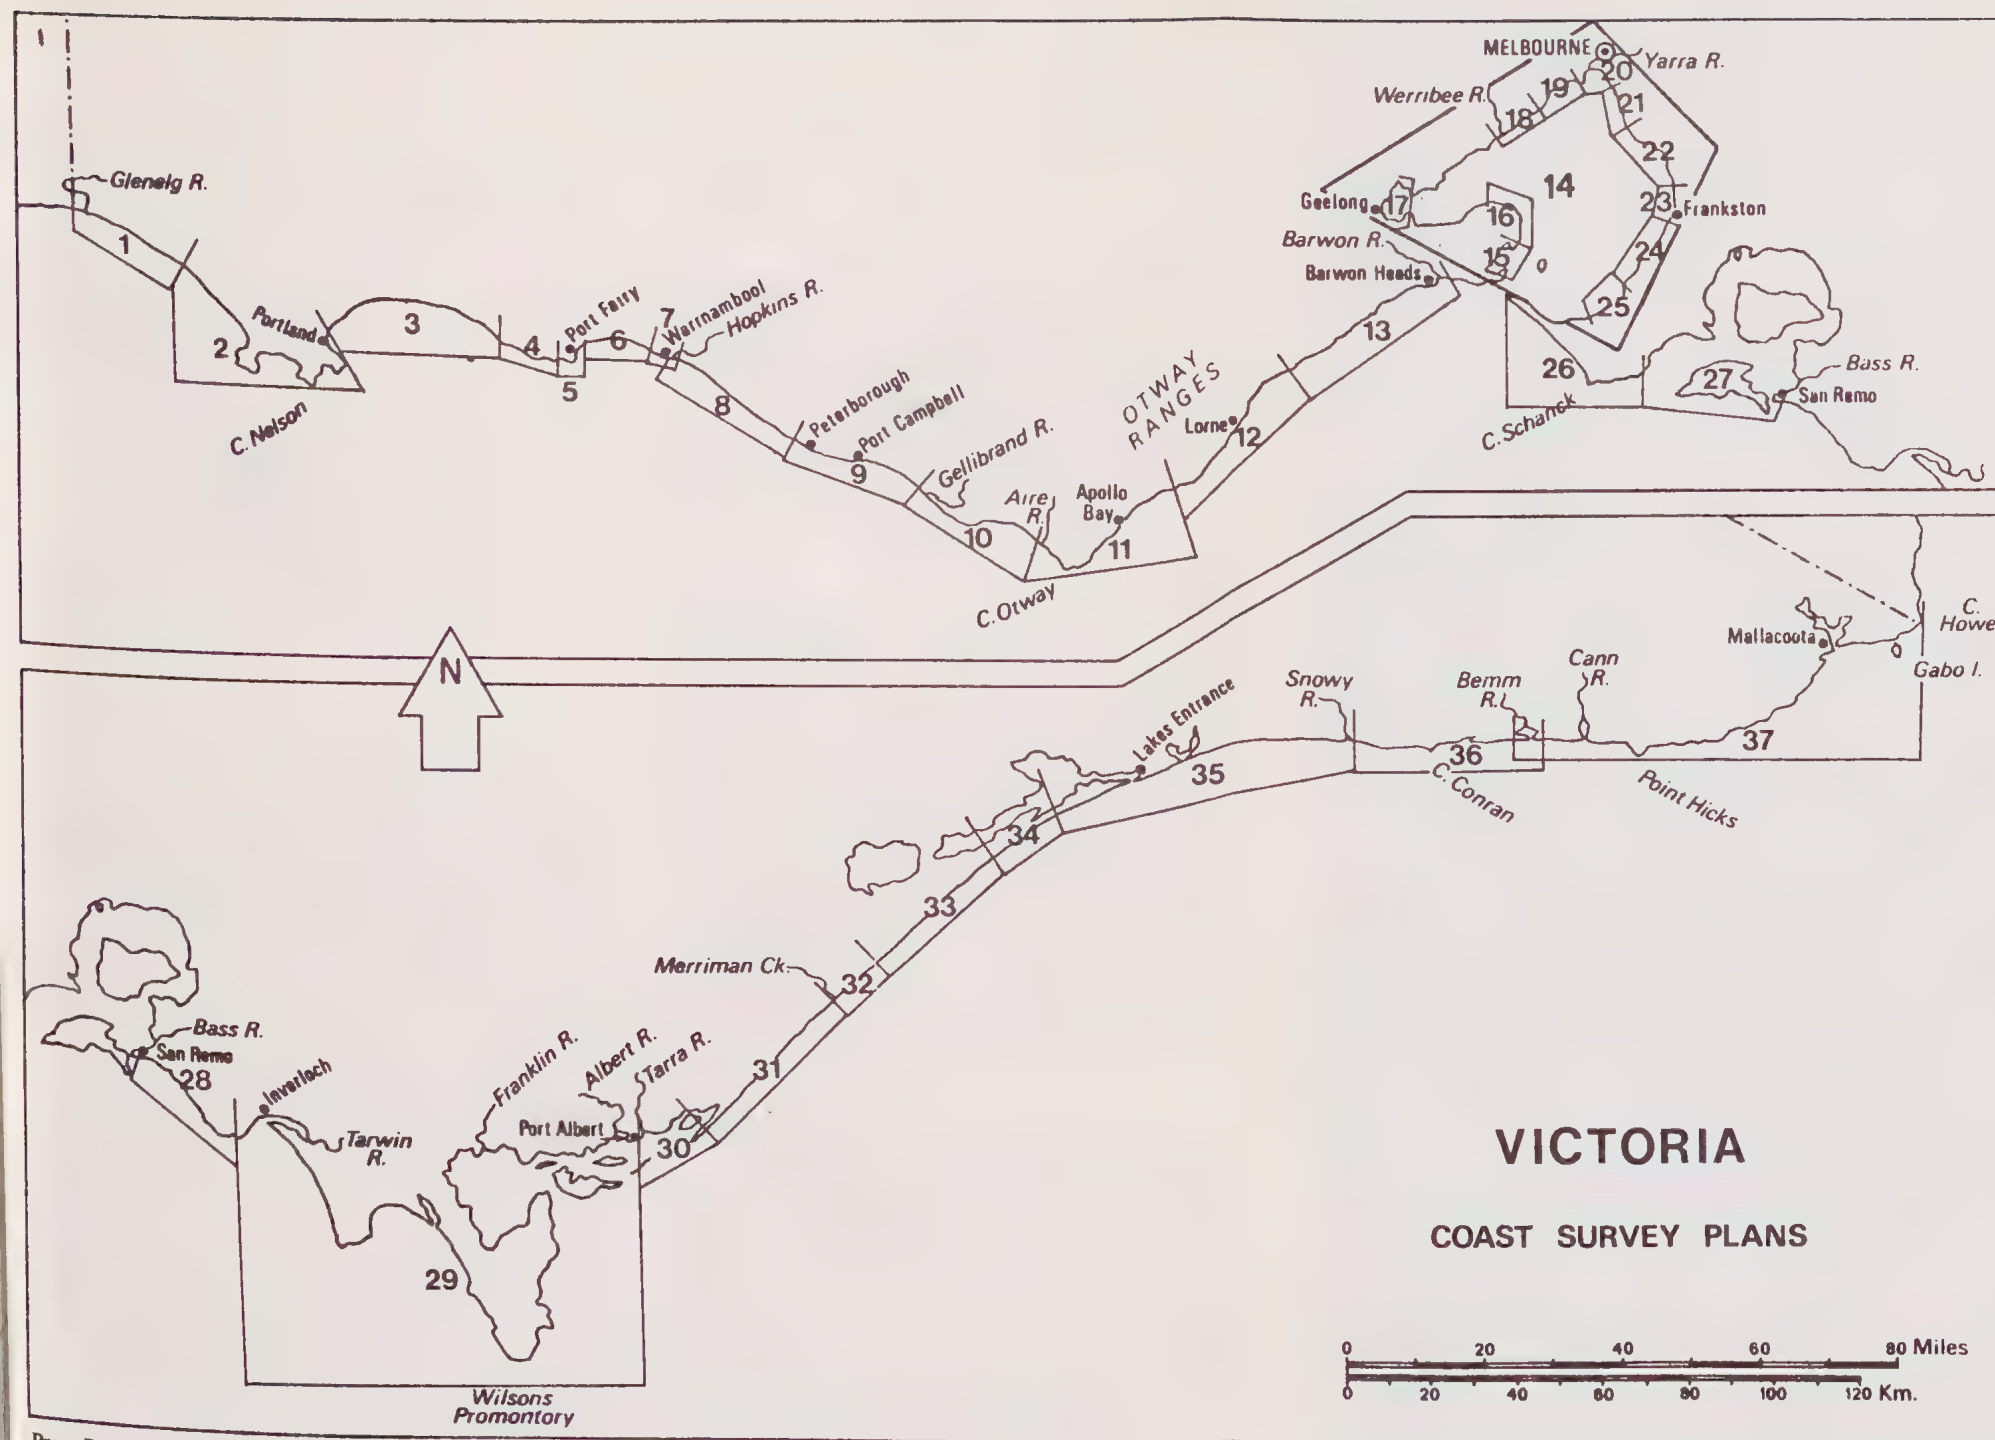 MELBOURNE
Yarra R.
Werribee R.
20
19
21
18
22
14
Glenelg R.
Geelong
17
16
23
Frankston
Barwon R.
15
24
Barwon Heads
25
1
2
Portland
3
4
Port Fairy
5
6
7
Warrnambool
Hopkins R.
C. Nelson
8
Peterborough
Port Campbell
9
Gellibrand R.
10
Aire
R.
Apollo
Bay
11
C. Otway
OTWAY
RANGES
Lorne
12
13
26
27
Bass R.
San Remo
C. Schanck
N
C.
Howe
Mallacoota
Gabo I.
Cann
R.
Bemm
R.
Snowy
R.
Lakes Entrance
35
36
37
C. Conran
Point Hicks
34
33
Merriman Ck.
32
31
Bass R.
San Remo
28
Inverloch
Tarwin
R.
Franklin R.
Albert R.
Tarra R.
Port Albert
30
29
Wilsons
Promontory
VICTORIA
COAST SURVEY PLANS
0 20 40 60 80 Miles
0 20 40 60 80 100 120 Km.